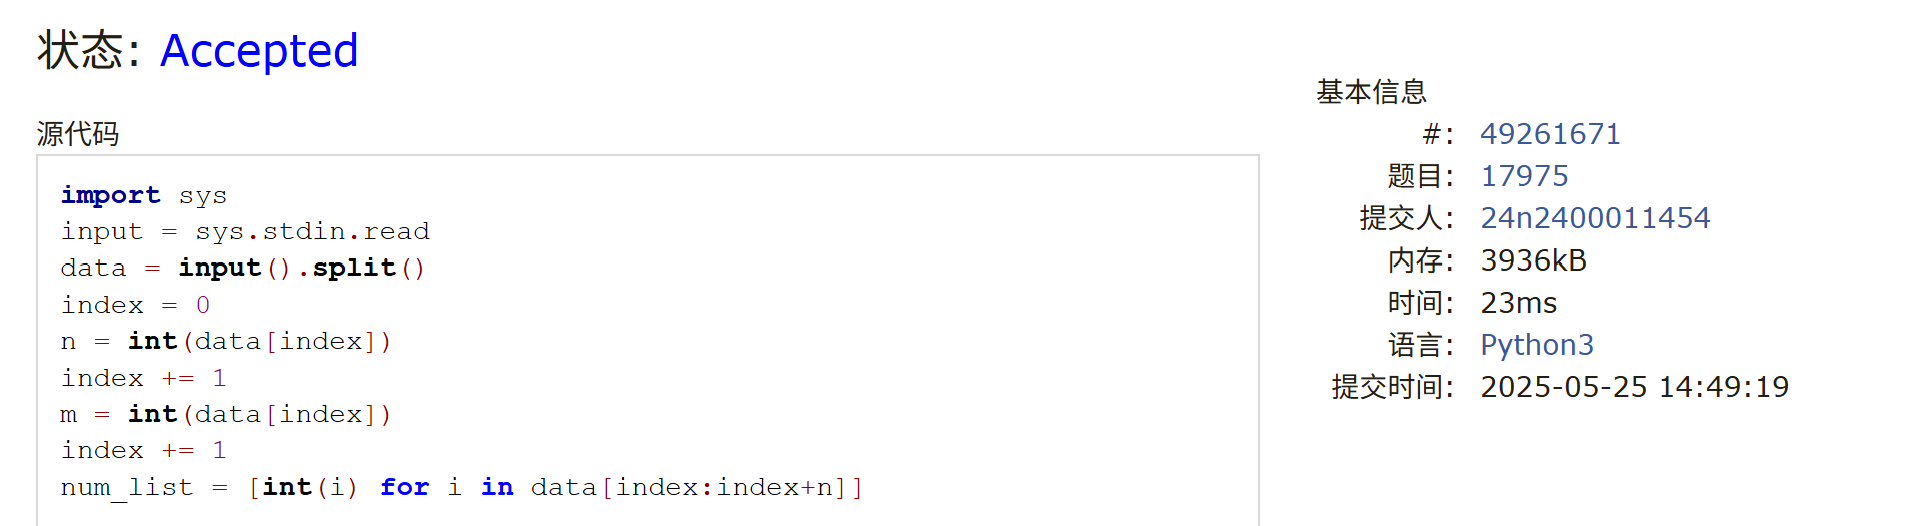 状态: Accepted
源代码
import sys
input = sys.stdin.read
data = input().split()
index = 0
n = int(data[index])
index += 1
m = int(data[index])
index += 1
num_list = [int(i) for i in data[index:index+n]]
基本信息
#: 49261671
题目: 17975
提交人: 24n2400011454
内存: 3936kB
时间: 23ms
语言: Python3
提交时间: 2025-05-25 14:49:19